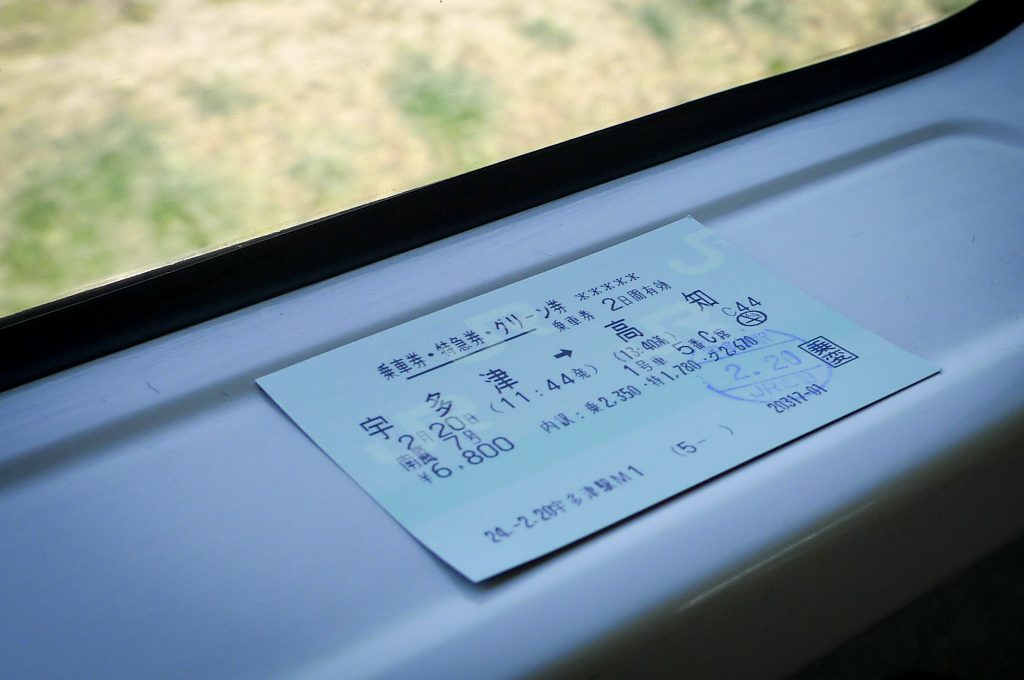 乗車券・特急券・グリーン券 *****
乗車券 2日間有効
宇多津 → 高知
2月20日 (11:44発) (13:40着) C44
南風 7号 1号車 5番C席
¥6,800 内訳:乗2,350・特1,780・グ2,670
2.20
24.-2.20宇多津駅M1 (5- ) 20317-01